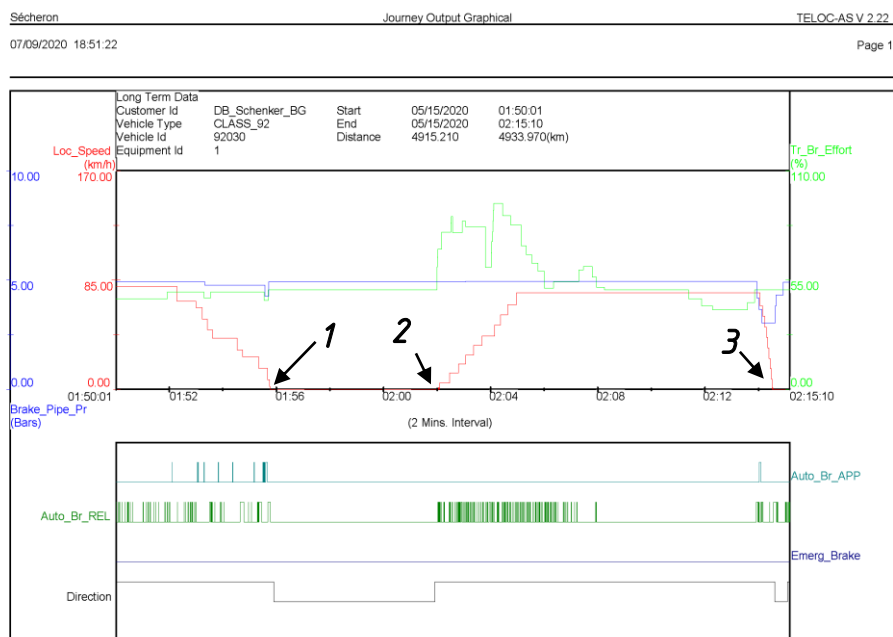 Sécheron Journey Output Graphical TELOC-AS V 2.22
07/09/2020 18:51:22 Page 1
Long Term Data
Customer Id DB_Schenker_BG Start 05/15/2020 01:50:01
Vehicle Type CLASS_92 End 05/15/2020 02:15:10
Vehicle Id 92030 Distance 4915.210 4933.970(km)
Equipment Id 1
Loc_Speed Tr_Br_Effort
(km/h) (%)
10.00 170.00 110.00
5.00 85.00 55.00
1 2 3
0.00 0.00 0.00
01:50:01 01:52 01:56 02:00 02:04 02:08 02:12 02:15:10
Brake_Pipe_Pr
(Bars) (2 Mins. Interval)
Auto_Br_APP
Auto_Br_REL
Emerg_Brake
Direction